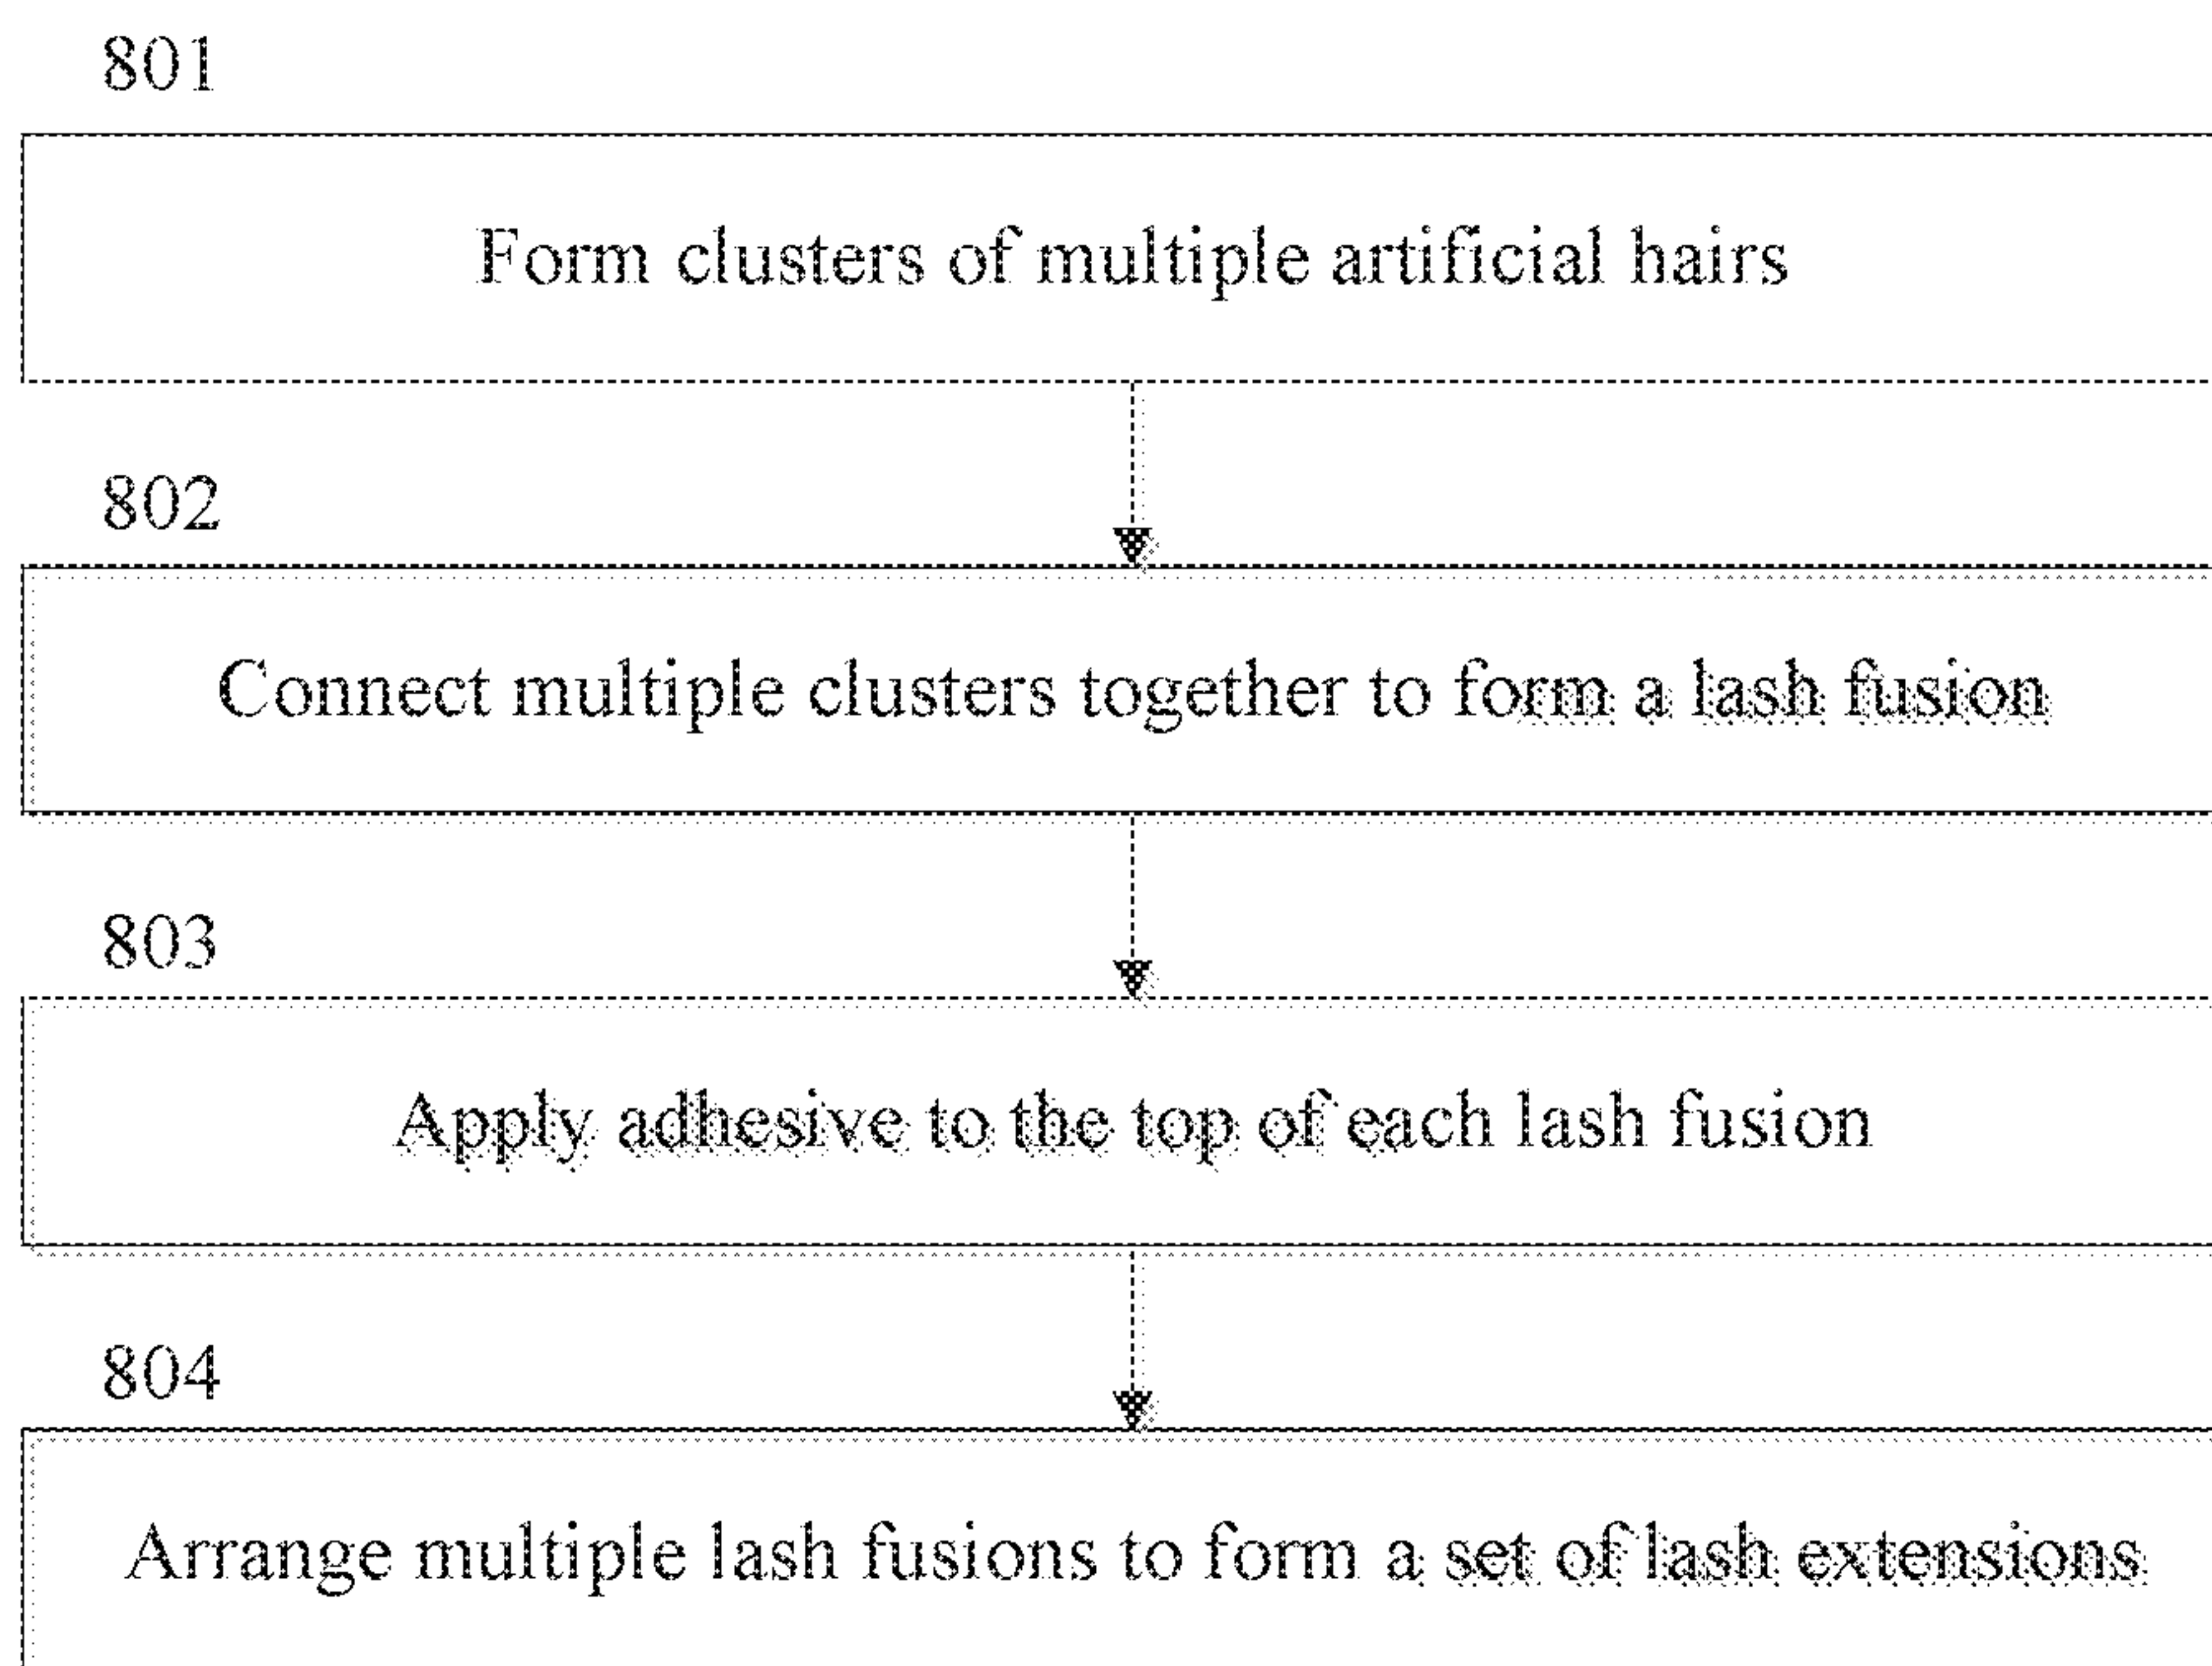 801
Form clusters of multiple artificial hairs
802
Connect multiple clusters together to form a lash fusion
803
Apply adhesive to the top of each lash fusion
804
Arrange multiple lash fusions to form a set of lash extensions